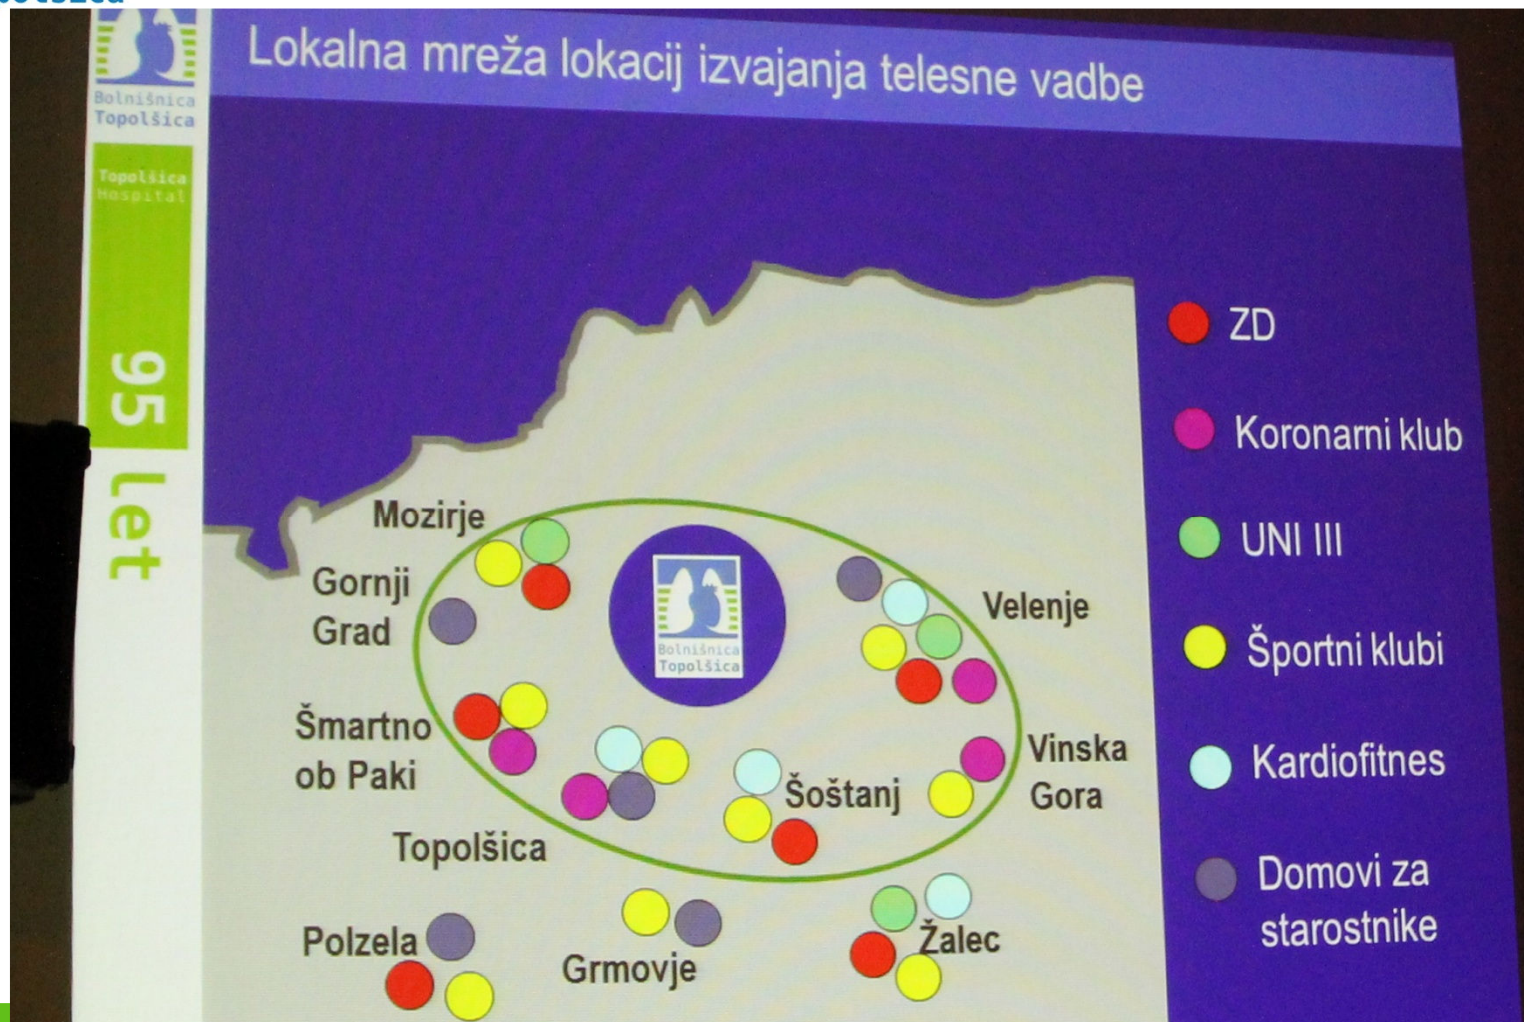 Lokalna mreža lokacij izvajanja telesne vadbe
Bolnišnica
Topolšica
Topolšica
Hospital
95 let
ZD
Koronarni klub
UNI III
Športni klubi
Kardiofitnes
Domovi za
starostnike
Mozirje
Gornji
Grad
Bolnišnica
Topolšica
Velenje
Šmartno
ob Paki
Vinska
Gora
Šoštanj
Topolšica
Polzela
Grmovje
Žalec